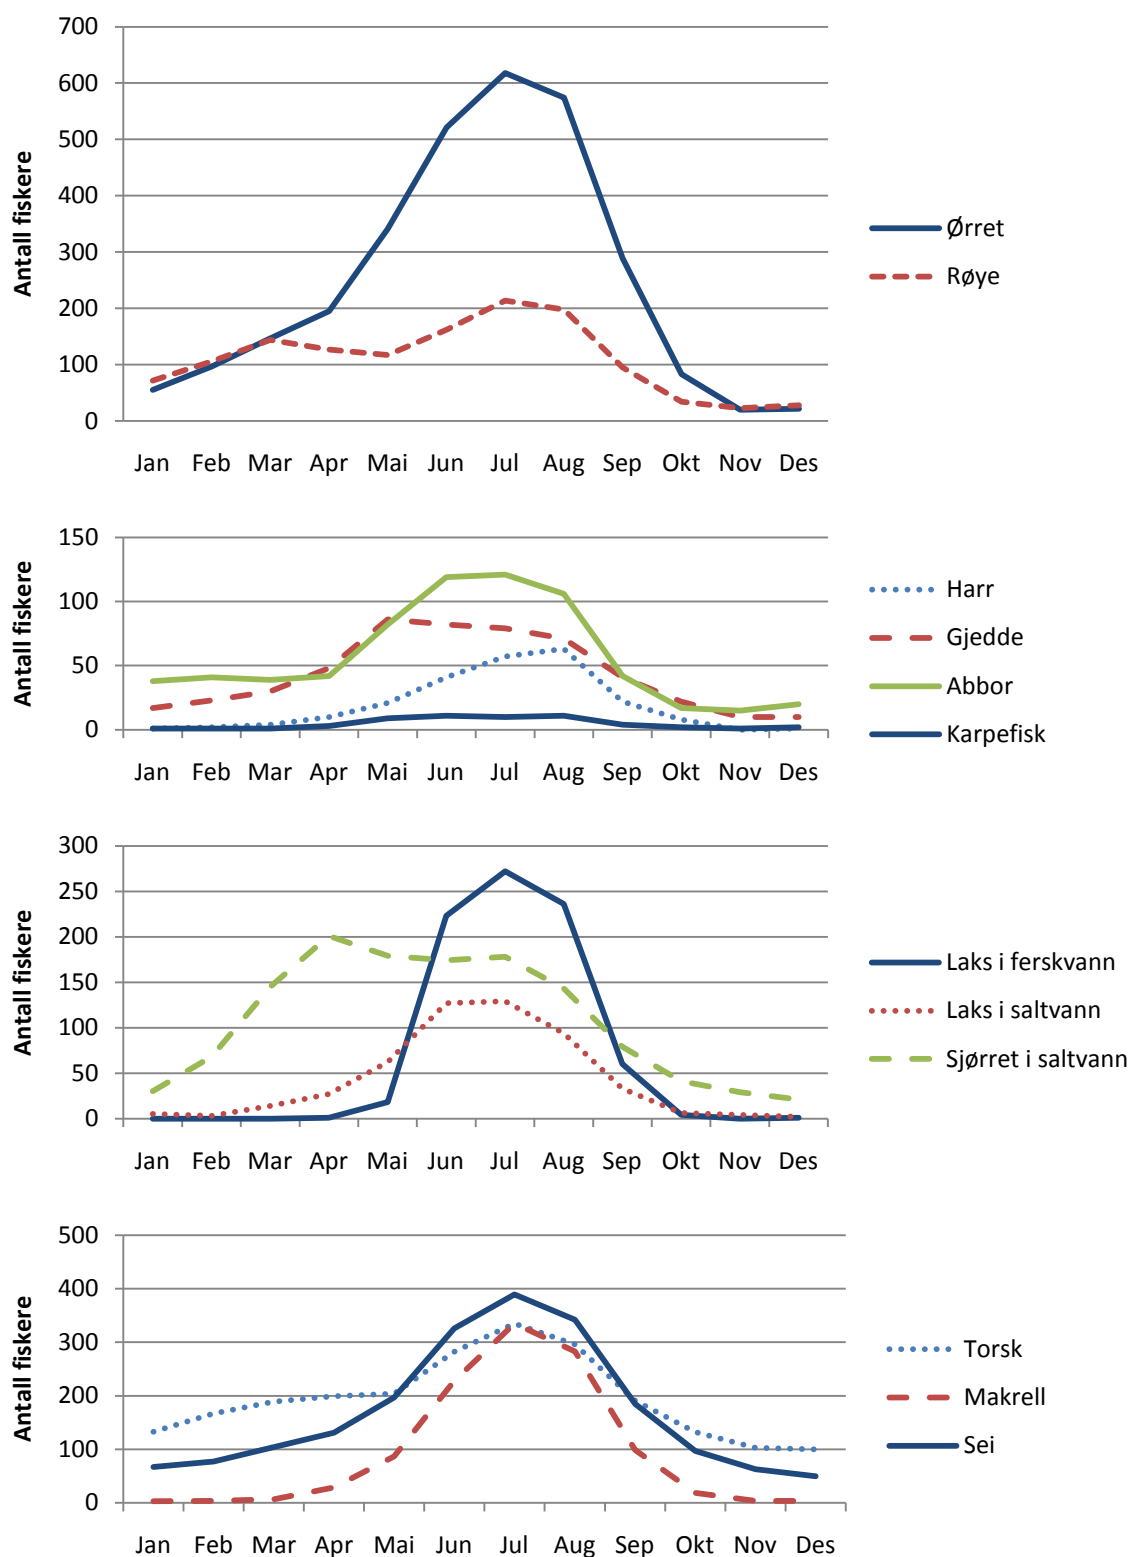 700
600
500
400
300
200
100
0
Antall fiskere
Jan Feb Mar Apr Mai Jun Jul Aug Sep Okt Nov Des
Ørret
Røye
150
100
50
0
Antall fiskere
Jan Feb Mar Apr Mai Jun Jul Aug Sep Okt Nov Des
Harr
Gjedde
Abbor
Karpefisk
300
250
200
150
100
50
0
Antall fiskere
Jan Feb Mar Apr Mai Jun Jul Aug Sep Okt Nov Des
Laks i ferskvann
Laks i saltvann
Sjørret i saltvann
500
400
300
200
100
0
Antall fiskere
Jan Feb Mar Apr Mai Jun Jul Aug Sep Okt Nov Des
Torsk
Makrell
Sei